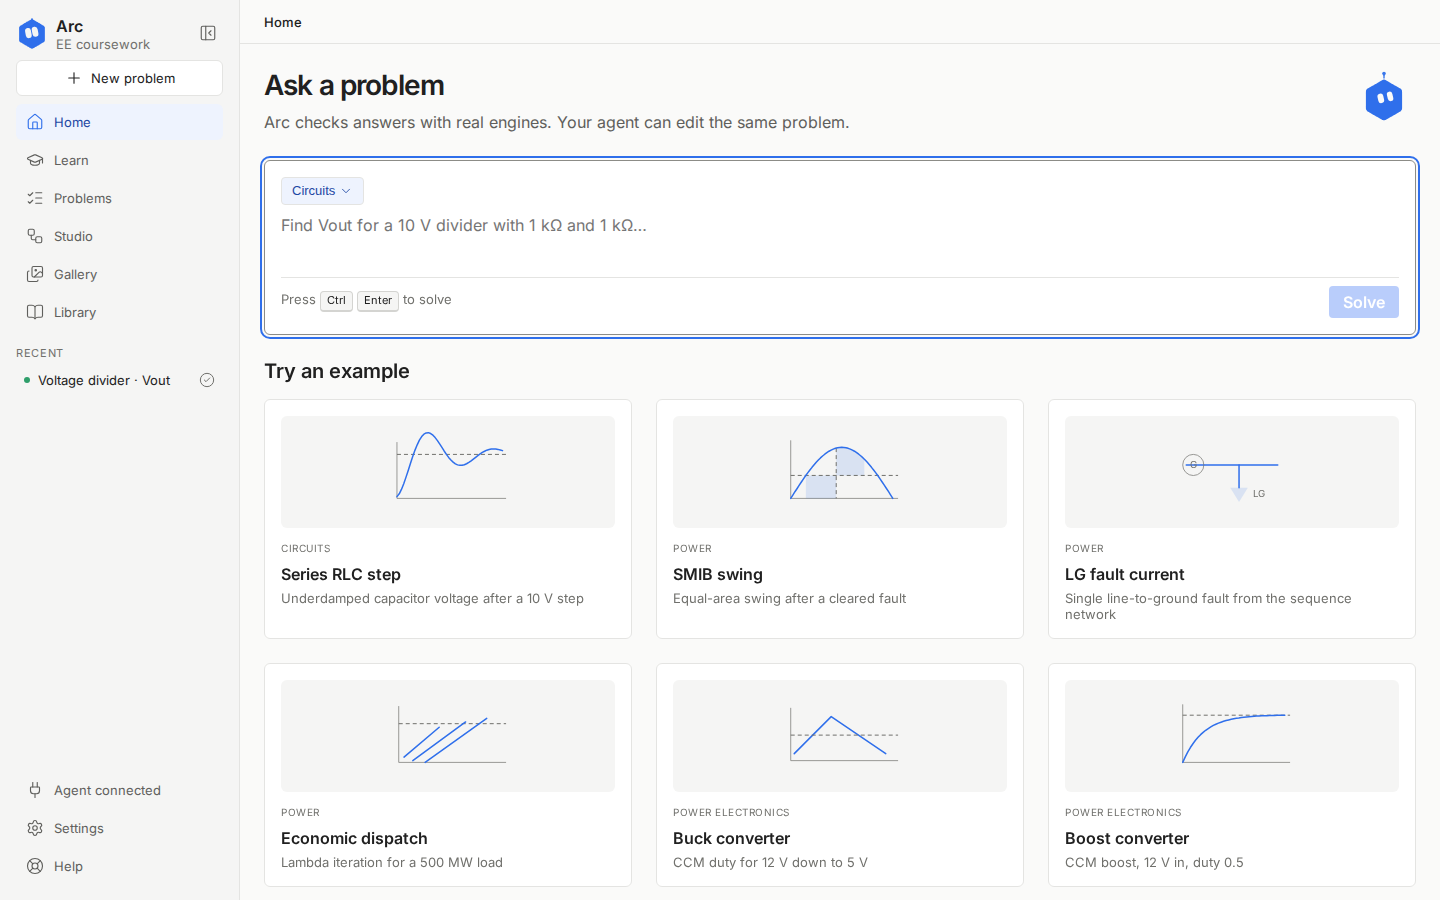 Arc
EE coursework
New problem
Home
Learn
Problems
Studio
Gallery
Library
RECENT
Voltage divider · Vout
Agent connected
Settings
Help
Home
Ask a problem
Arc checks answers with real engines. Your agent can edit the same problem.
Circuits
Find Vout for a 10 V divider with 1 kΩ and 1 kΩ...
Press Ctrl Enter to solve
Solve
Try an example
CIRCUITS
Series RLC step
Underdamped capacitor voltage after a 10 V step
POWER
SMIB swing
Equal-area swing after a cleared fault
G
LG
POWER
LG fault current
Single line-to-ground fault from the sequence
network
POWER
Economic dispatch
Lambda iteration for a 500 MW load
POWER ELECTRONICS
Buck converter
CCM duty for 12 V down to 5 V
POWER ELECTRONICS
Boost converter
CCM boost, 12 V in, duty 0.5